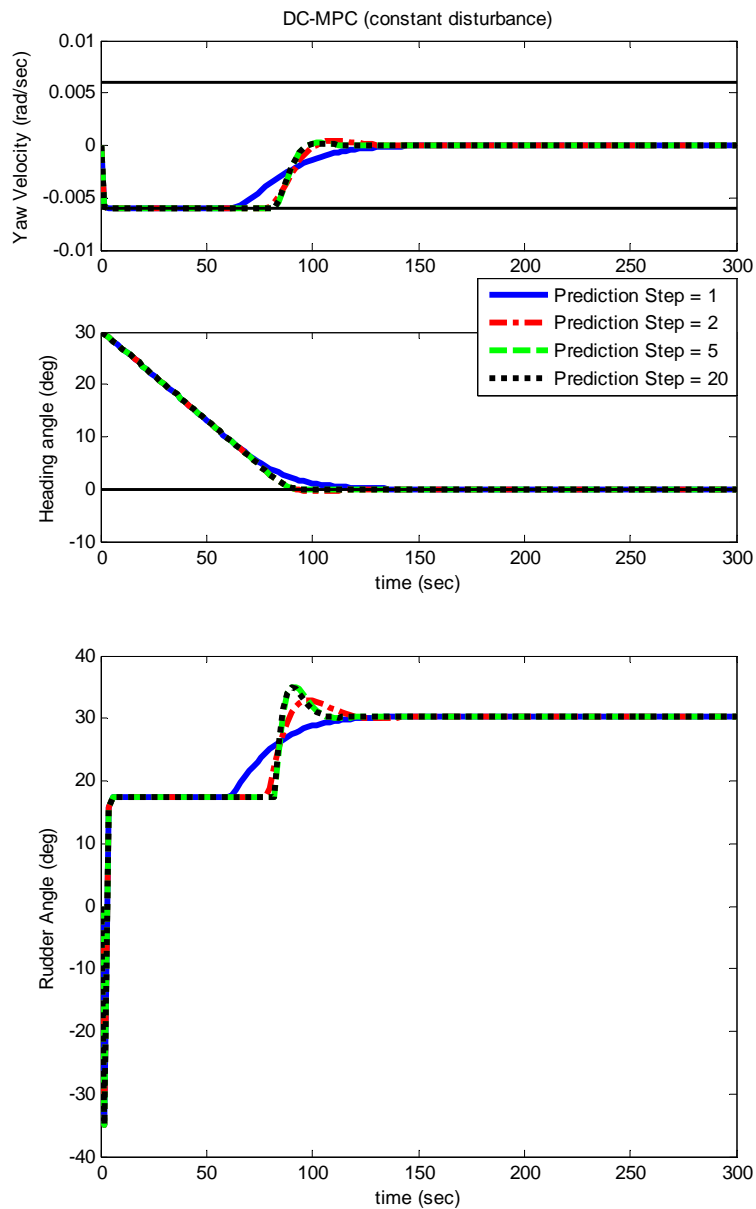 DC-MPC (constant disturbance)
0.01
0.005
0
-0.005
-0.01
Yaw Velocity (rad/sec)
0 50 100 150 200 250 300
Prediction Step = 1
Prediction Step = 2
Prediction Step = 5
Prediction Step = 20
30
20
10
0
-10
Heading angle (deg)
0 50 100 150 200 250 300
time (sec)
40
30
20
10
0
-10
-20
-30
-40
Rudder Angle (deg)
0 50 100 150 200 250 300
time (sec)